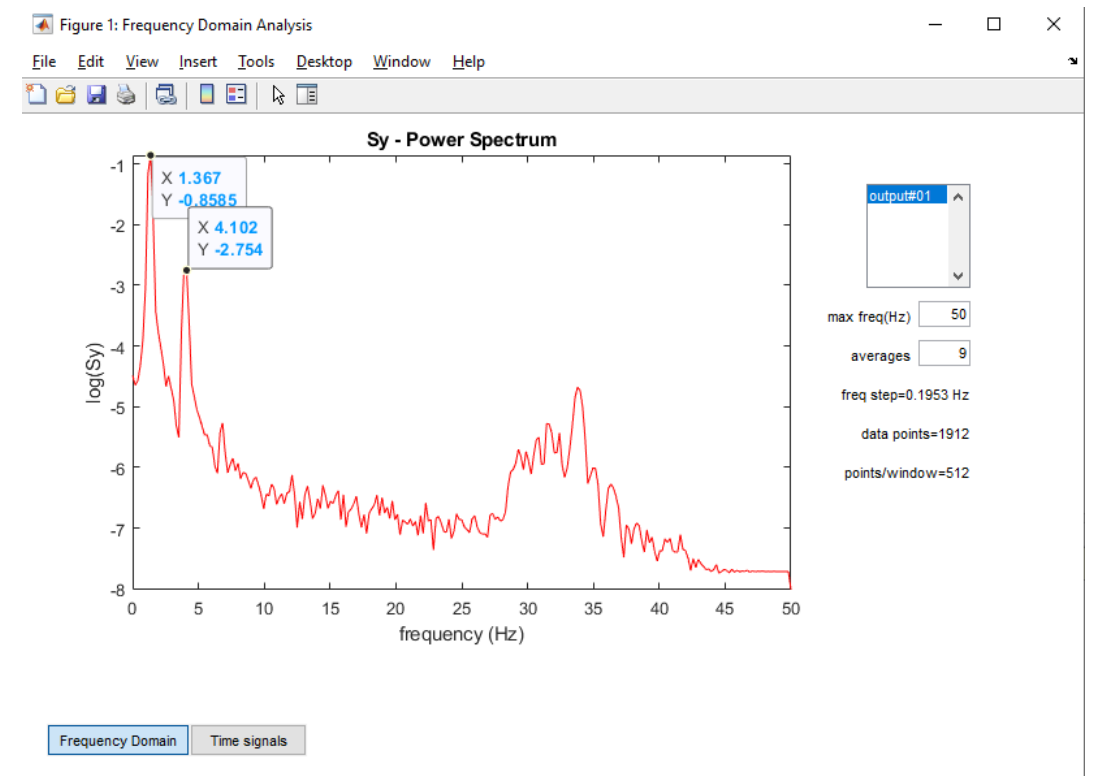 Figure 1: Frequency Domain Analysis
File Edit View Insert Tools Desktop Window Help
Sy - Power Spectrum
X 1.367
Y -0.8585
X 4.102
Y -2.754
-1
-2
-3
-4
-5
-6
-7
-8
log(Sy)
0 5 10 15 20 25 30 35 40 45 50
frequency (Hz)
output#01
max freq(Hz) 50
averages 9
freq step=0.1953 Hz
data points=1912
points/window=512
Frequency Domain Time signals